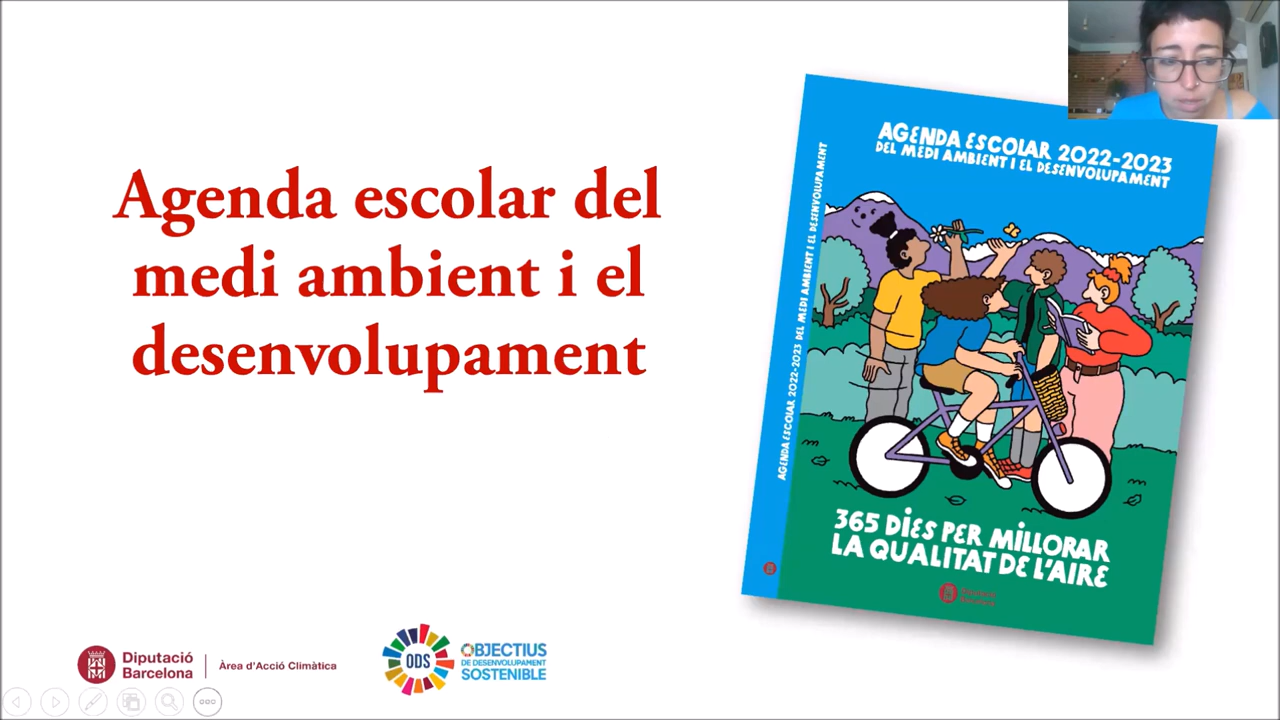 Agenda escolar del
medi ambient i el
desenvolupament
AGENDA ESCOLAR 2022-2023
DEL MEDI AMBIENT I EL DESENVOLUPAMENT
AGENDA ESCOLAR 2022-2023 DEL MEDI AMBIENT I EL DESENVOLUPAMENT
365 DIES PER MILLORAR
LA QUALITAT DE L'AIRE
Diputació
Barcelona
Diputació
Barcelona
Àrea d'Acció Climàtica
ODS
OBJECTIUS
DE DESENVOLUPAMENT
SOSTENIBLE